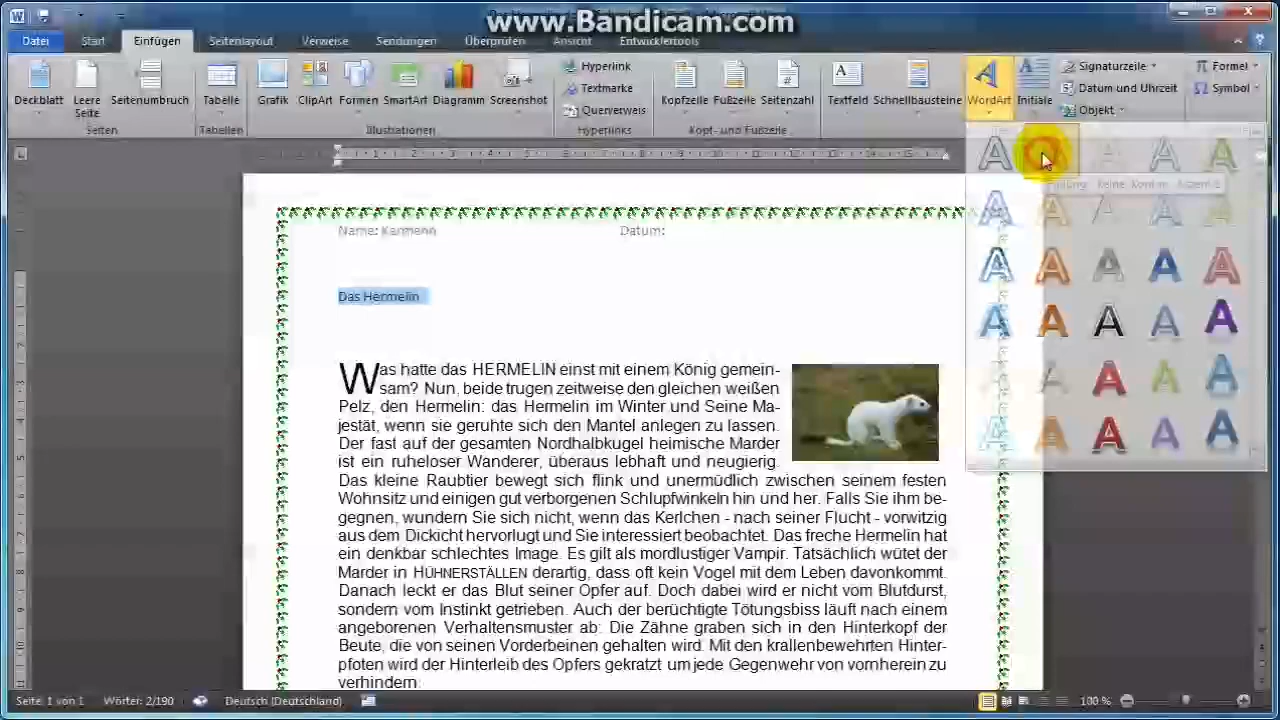 www.Bandicam.com
Datei Start Einfügen Seitenlayout Verweise Sendungen Überprüfen Ansicht Entwicklertools
Deckblatt Leere Seite Seitenumbruch Tabelle Grafik ClipArt Formen SmartArt Diagramm Screenshot Hyperlink Textmarke Querverweis Kopfzeile Fußzeile Seitenzahl Textfeld Schnellbausteine WordArt Initiale Signaturzeile Datum und Uhrzeit Objekt Formel Symbol
Seiten Tabellen Illustrationen Hyperlinks Kopf- und Fußzeile
Name: Karmenn Datum:
Das Hermelin
Was hatte das HERMELIN einst mit einem König gemein-
sam? Nun, beide trugen zeitweise den gleichen weißen
Pelz, den Hermelin: das Hermelin im Winter und Seine Ma-
jestät, wenn sie geruhte sich den Mantel anlegen zu lassen.
Der fast auf der gesamten Nordhalbkugel heimische Marder
ist ein ruheloser Wanderer, überaus lebhaft und neugierig.
Das kleine Raubtier bewegt sich flink und unermüdlich zwischen seinem festen
Wohnsitz und einigen gut verborgenen Schlupfwinkeln hin und her. Falls Sie ihm be-
gegnen, wundern Sie sich nicht, wenn das Kerlchen - nach seiner Flucht - vorwitzig
aus dem Dickicht hervorlugt und Sie interessiert beobachtet. Das freche Hermelin hat
ein denkbar schlechtes Image. Es gilt als mordlustiger Vampir. Tatsächlich wütet der
Marder in HÜHNERSTÄLLEN derartig, dass oft kein Vogel mit dem Leben davonkommt.
Danach leckt er das Blut seiner Opfer auf. Doch dabei wird er nicht vom Blutdurst,
sondern vom Instinkt getrieben. Auch der berüchtigte Tötungsbiss läuft nach einem
angeborenen Verhaltensmuster ab: Die Zähne graben sich in den Hinterkopf der
Beute, die von seinen Vorderbeinen gehalten wird. Mit den krallenbewehrten Hinter-
pfoten wird der Hinterleib des Opfers gekratzt um jede Gegenwehr von vornherein zu
verhindern.
Seite: 1 von 1 Wörter: 2/190 Deutsch (Deutschland) 100 %